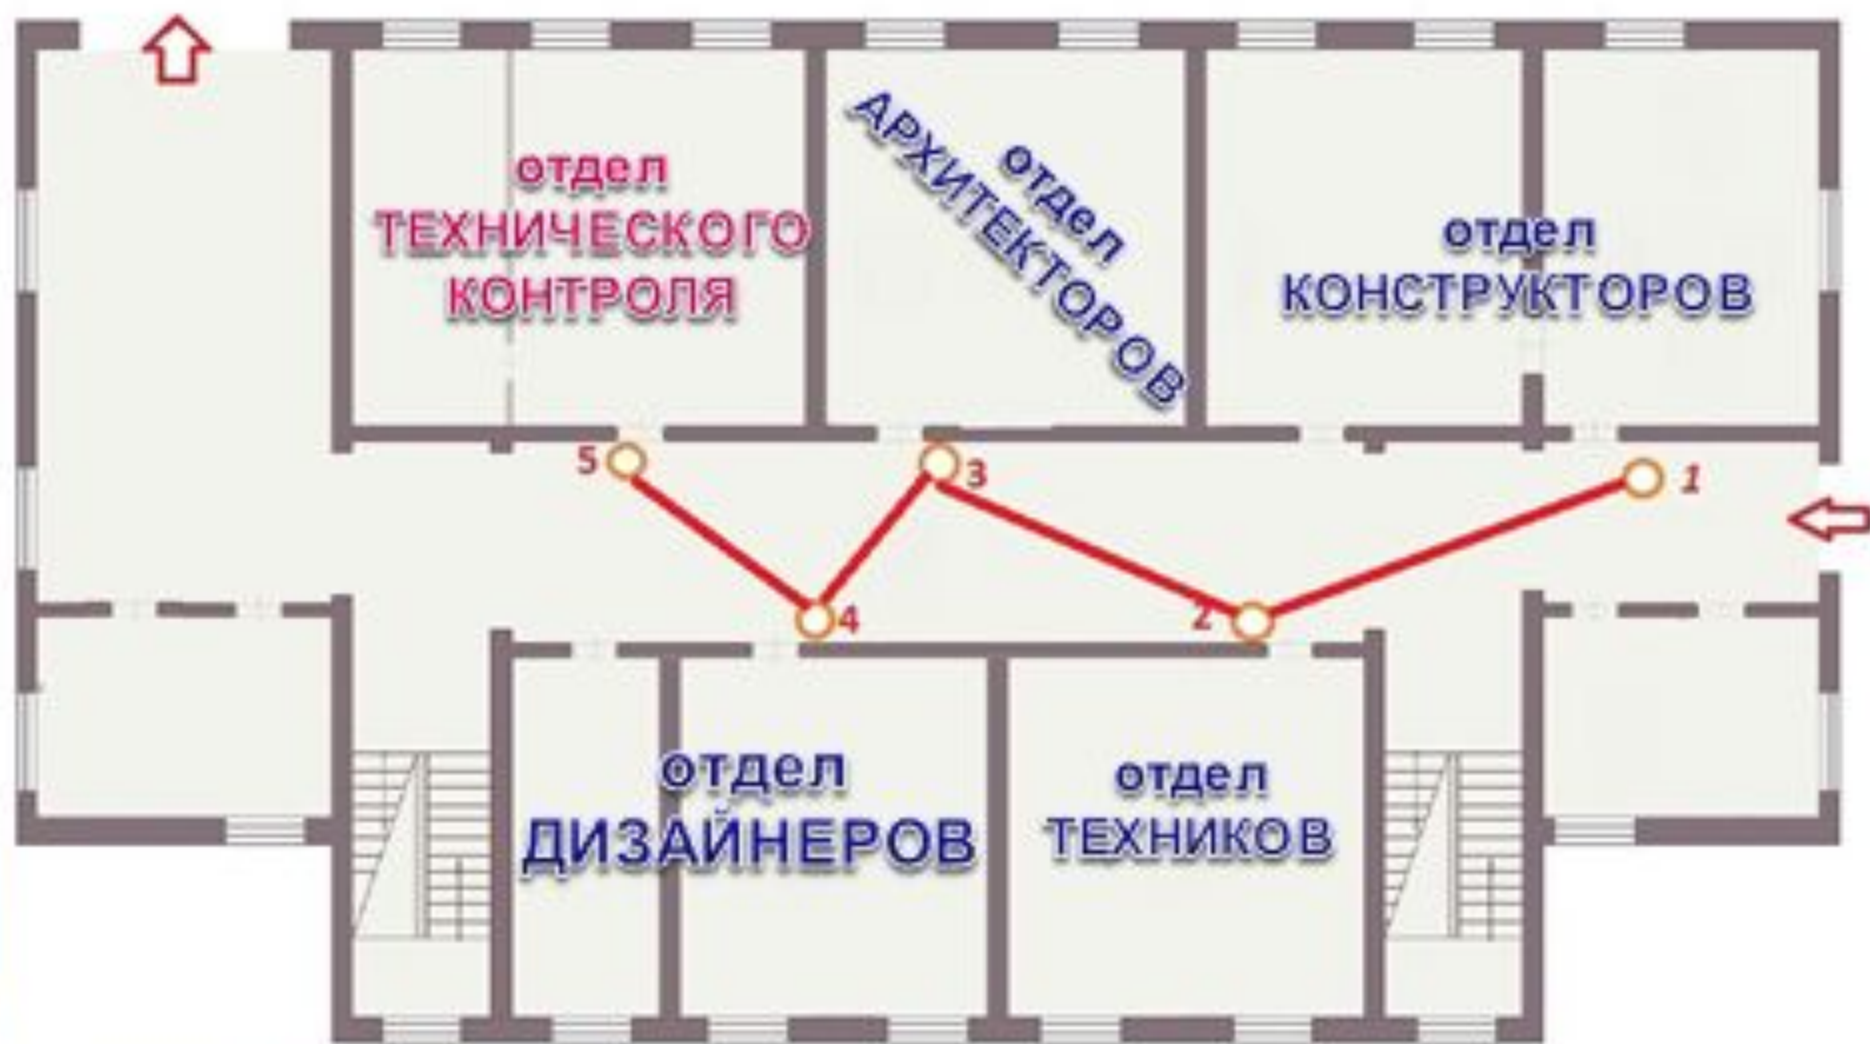 отдел
ТЕХНИЧЕСКОГО
КОНТРОЛЯ
отдел
АРХИТЕКТОРОВ
отдел
КОНСТРУКТОРОВ
5
3
1
4
2
отдел
ДИЗАЙНЕРОВ
отдел
ТЕХНИКОВ